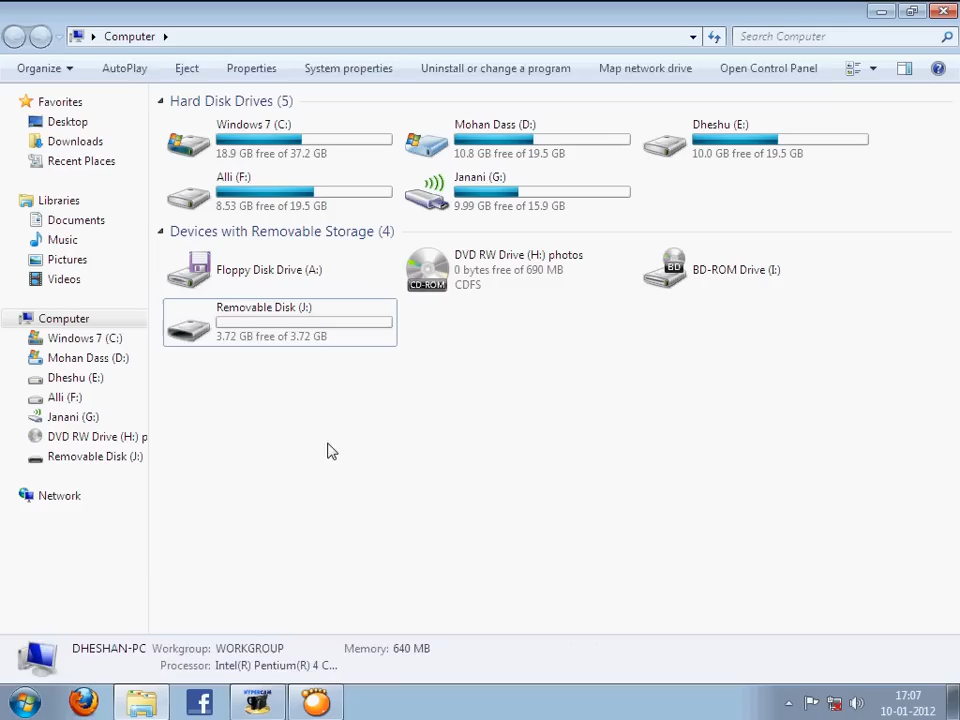 Computer
Search Computer
Organize AutoPlay Eject Properties System properties Uninstall or change a program Map network drive Open Control Panel
Favorites
Desktop
Downloads
Recent Places
Libraries
Documents
Music
Pictures
Videos
Computer
Windows 7 (C:)
Mohan Dass (D:)
Dheshu (E:)
Alli (F:)
Janani (G:)
DVD RW Drive (H:) p
Removable Disk (J:)
Network
Hard Disk Drives (5)
Windows 7 (C:)
18.9 GB free of 37.2 GB
Mohan Dass (D:)
10.8 GB free of 19.5 GB
Dheshu (E:)
10.0 GB free of 19.5 GB
Alli (F:)
8.53 GB free of 19.5 GB
Janani (G:)
9.99 GB free of 15.9 GB
Devices with Removable Storage (4)
Floppy Disk Drive (A:)
CD-ROM
DVD RW Drive (H:) photos
0 bytes free of 690 MB
CDFS
BD
BD-ROM Drive (I:)
Removable Disk (J:)
3.72 GB free of 3.72 GB
DHESHAN-PC Workgroup: WORKGROUP Memory: 640 MB
Processor: Intel(R) Pentium(R) 4 C...
HYPERCAM
17:07
10-01-2012